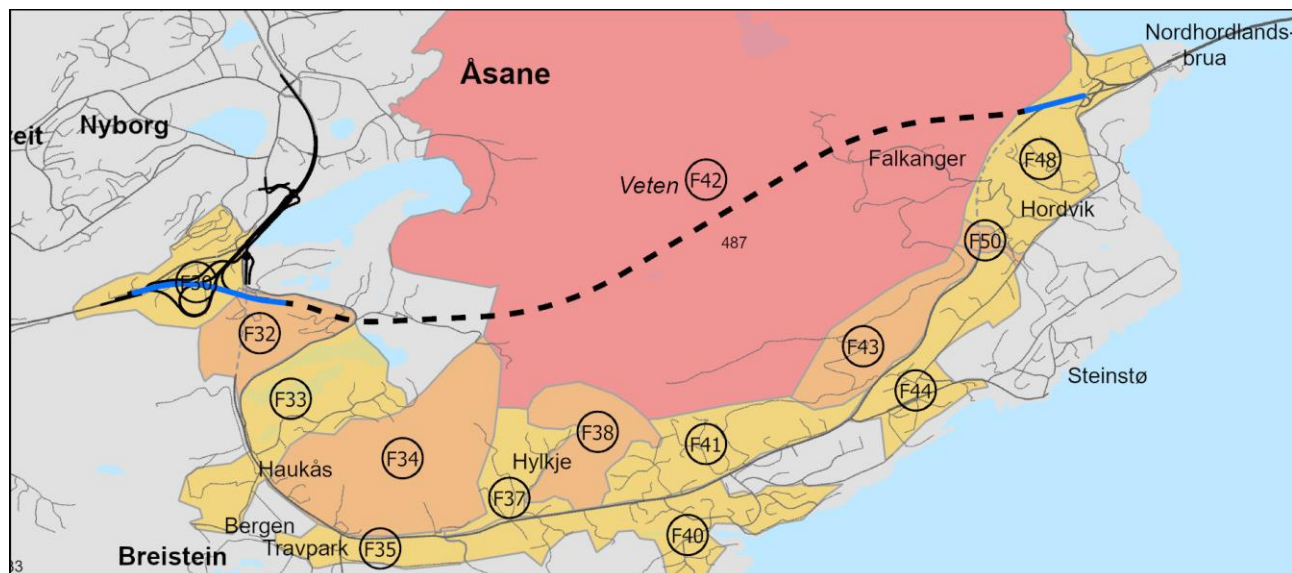 Nordhordlands-
brua
Åsane
Nyborg
eit
Falkanger
F48
Veten F42
Hordvik
487
F50
F30
F32
F43
Steinstø
F33
F44
F38
F41
F34
Haukås
Hylkje
F37
Bergen
Travpark
F35
F40
Breistein
33